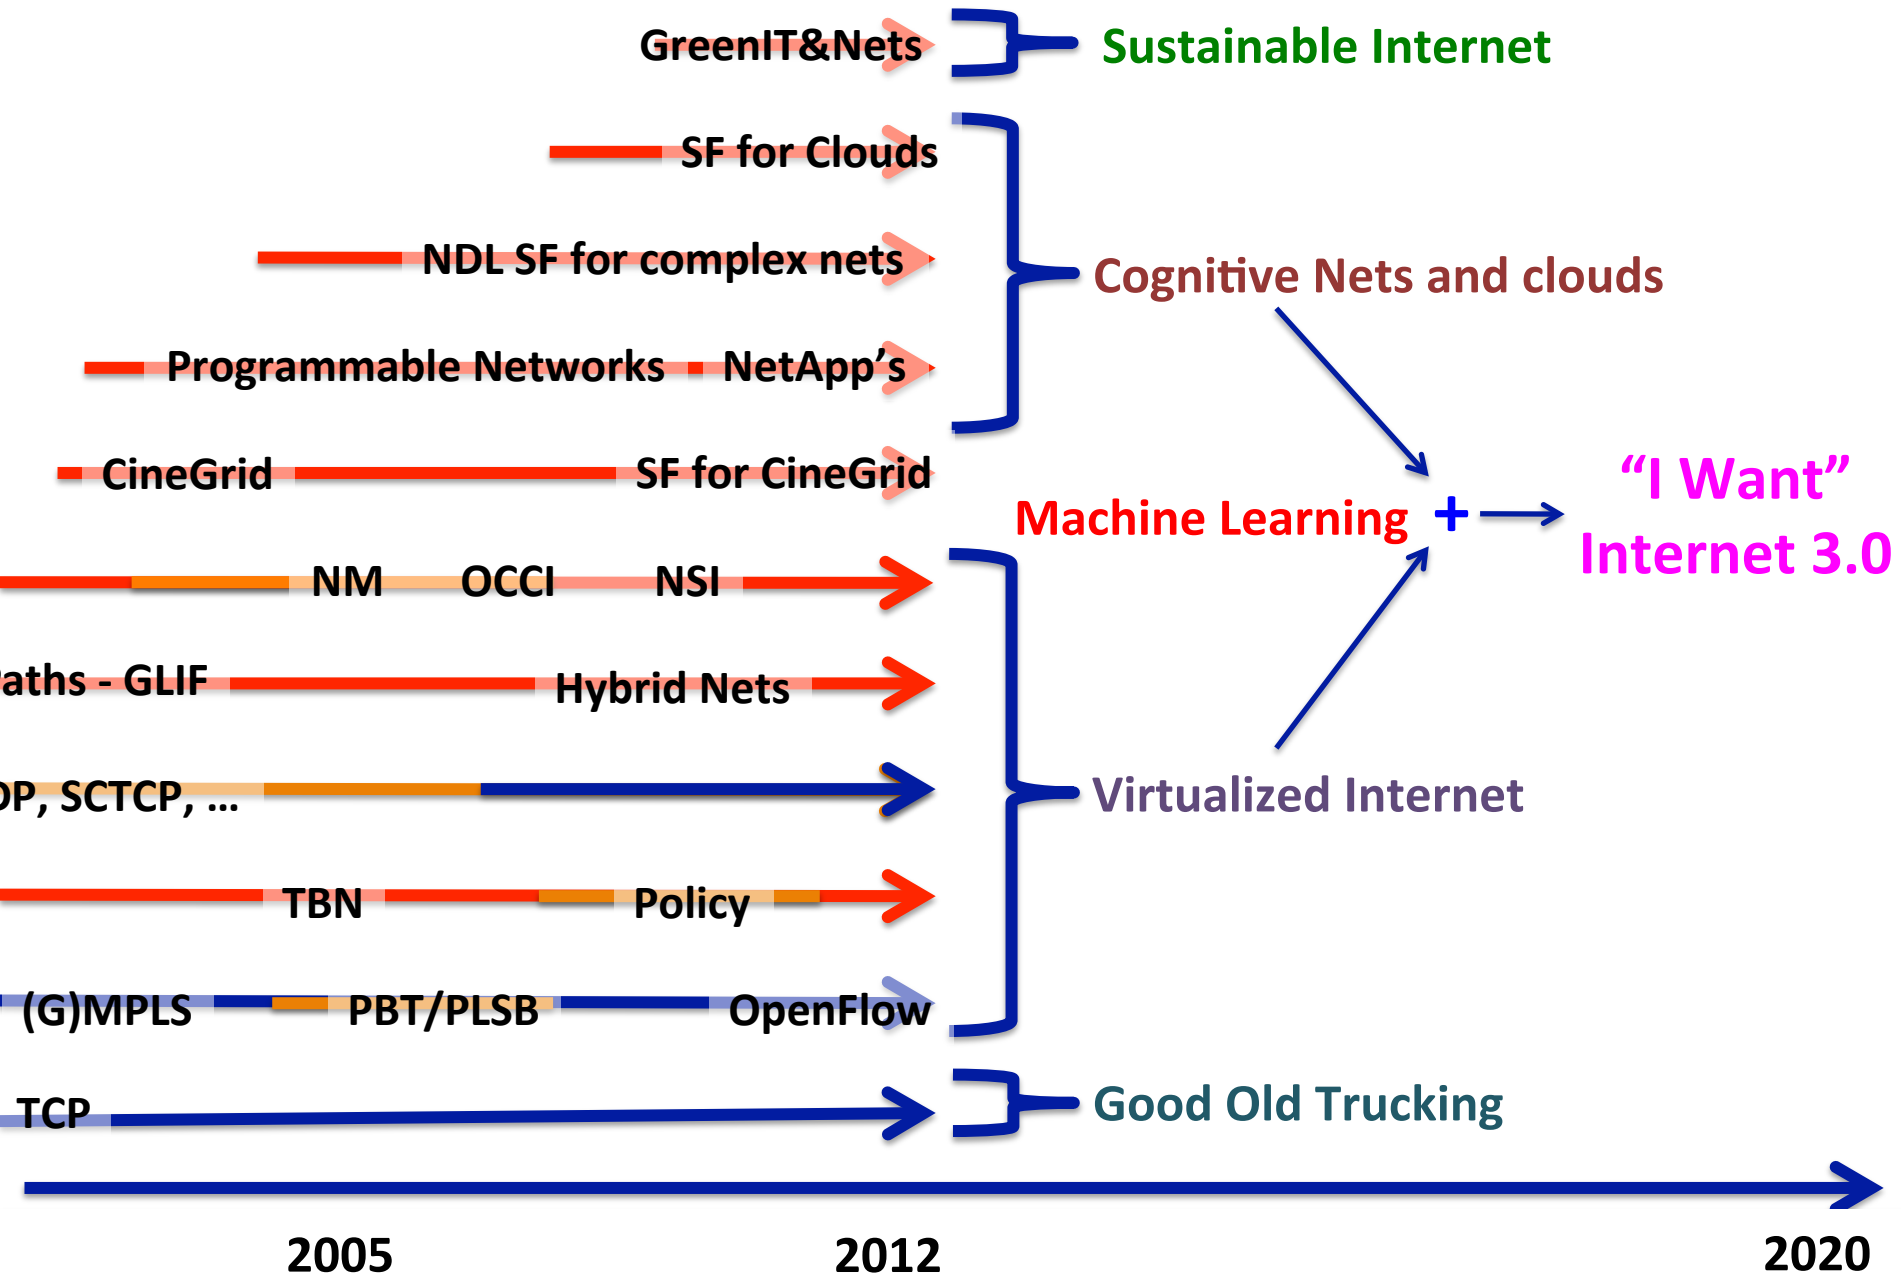 GreenIT&Nets Sustainable Internet
SF for Clouds
NDL SF for complex nets Cognitive Nets and clouds
Programmable Networks NetApp’s
CineGrid SF for CineGrid
Machine Learning + “I Want”
Internet 3.0
NM OCCI NSI
aths - GLIF Hybrid Nets
DP, SCTCP, ... Virtualized Internet
TBN Policy
(G)MPLS PBT/PLSB OpenFlow
TCP Good Old Trucking
2005 2012 2020